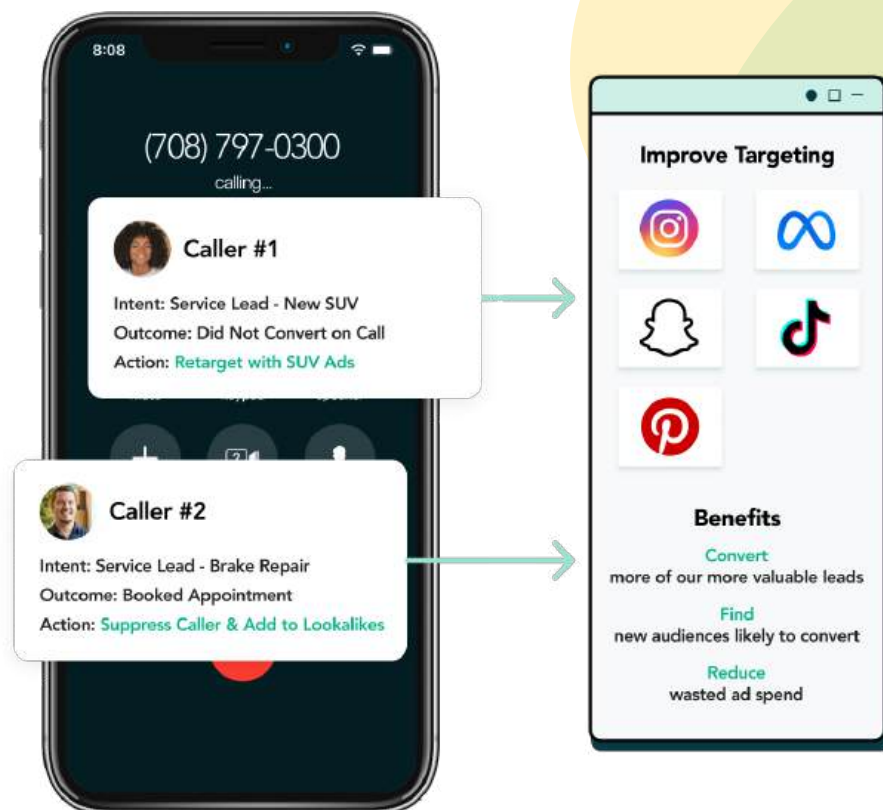 8:08
(708) 797-0300
calling...
Caller #1
Intent: Service Lead - New SUV
Outcome: Did Not Convert on Call
Action: Retarget with SUV Ads
Caller #2
Intent: Service Lead - Brake Repair
Outcome: Booked Appointment
Action: Suppress Caller & Add to Lookalikes
Improve Targeting
Benefits
Convert
more of our more valuable leads
Find
new audiences likely to convert
Reduce
wasted ad spend